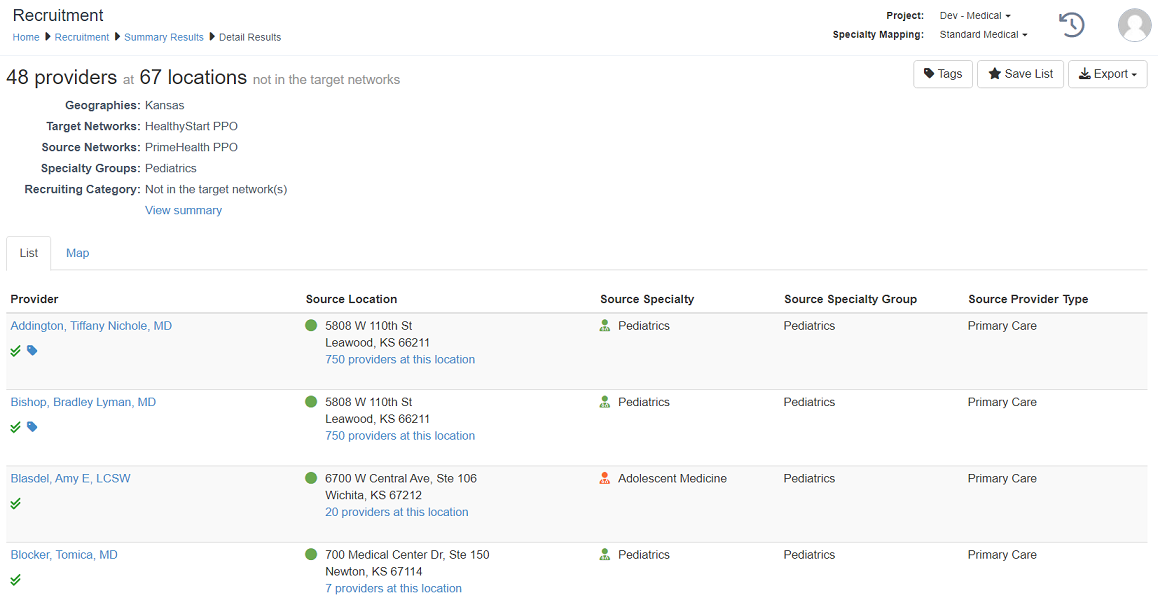 Recruitment
Home Recruitment Summary Results Detail Results
Project: Dev - Medical
Specialty Mapping: Standard Medical
48 providers at 67 locations not in the target networks
Tags Save List Export
Geographies: Kansas
Target Networks: HealthyStart PPO
Source Networks: PrimeHealth PPO
Specialty Groups: Pediatrics
Recruiting Category: Not in the target network(s)
View summary
List Map
Provider Source Location Source Specialty Source Specialty Group Source Provider Type
Addington, Tiffany Nichole, MD 5808 W 110th St Pediatrics Pediatrics Primary Care
Leawood, KS 66211
750 providers at this location
Bishop, Bradley Lyman, MD 5808 W 110th St Pediatrics Pediatrics Primary Care
Leawood, KS 66211
750 providers at this location
Blasdel, Amy E, LCSW 6700 W Central Ave, Ste 106 Adolescent Medicine Pediatrics Primary Care
Wichita, KS 67212
20 providers at this location
Blocker, Tomica, MD 700 Medical Center Dr, Ste 150 Pediatrics Pediatrics Primary Care
Newton, KS 67114
7 providers at this location